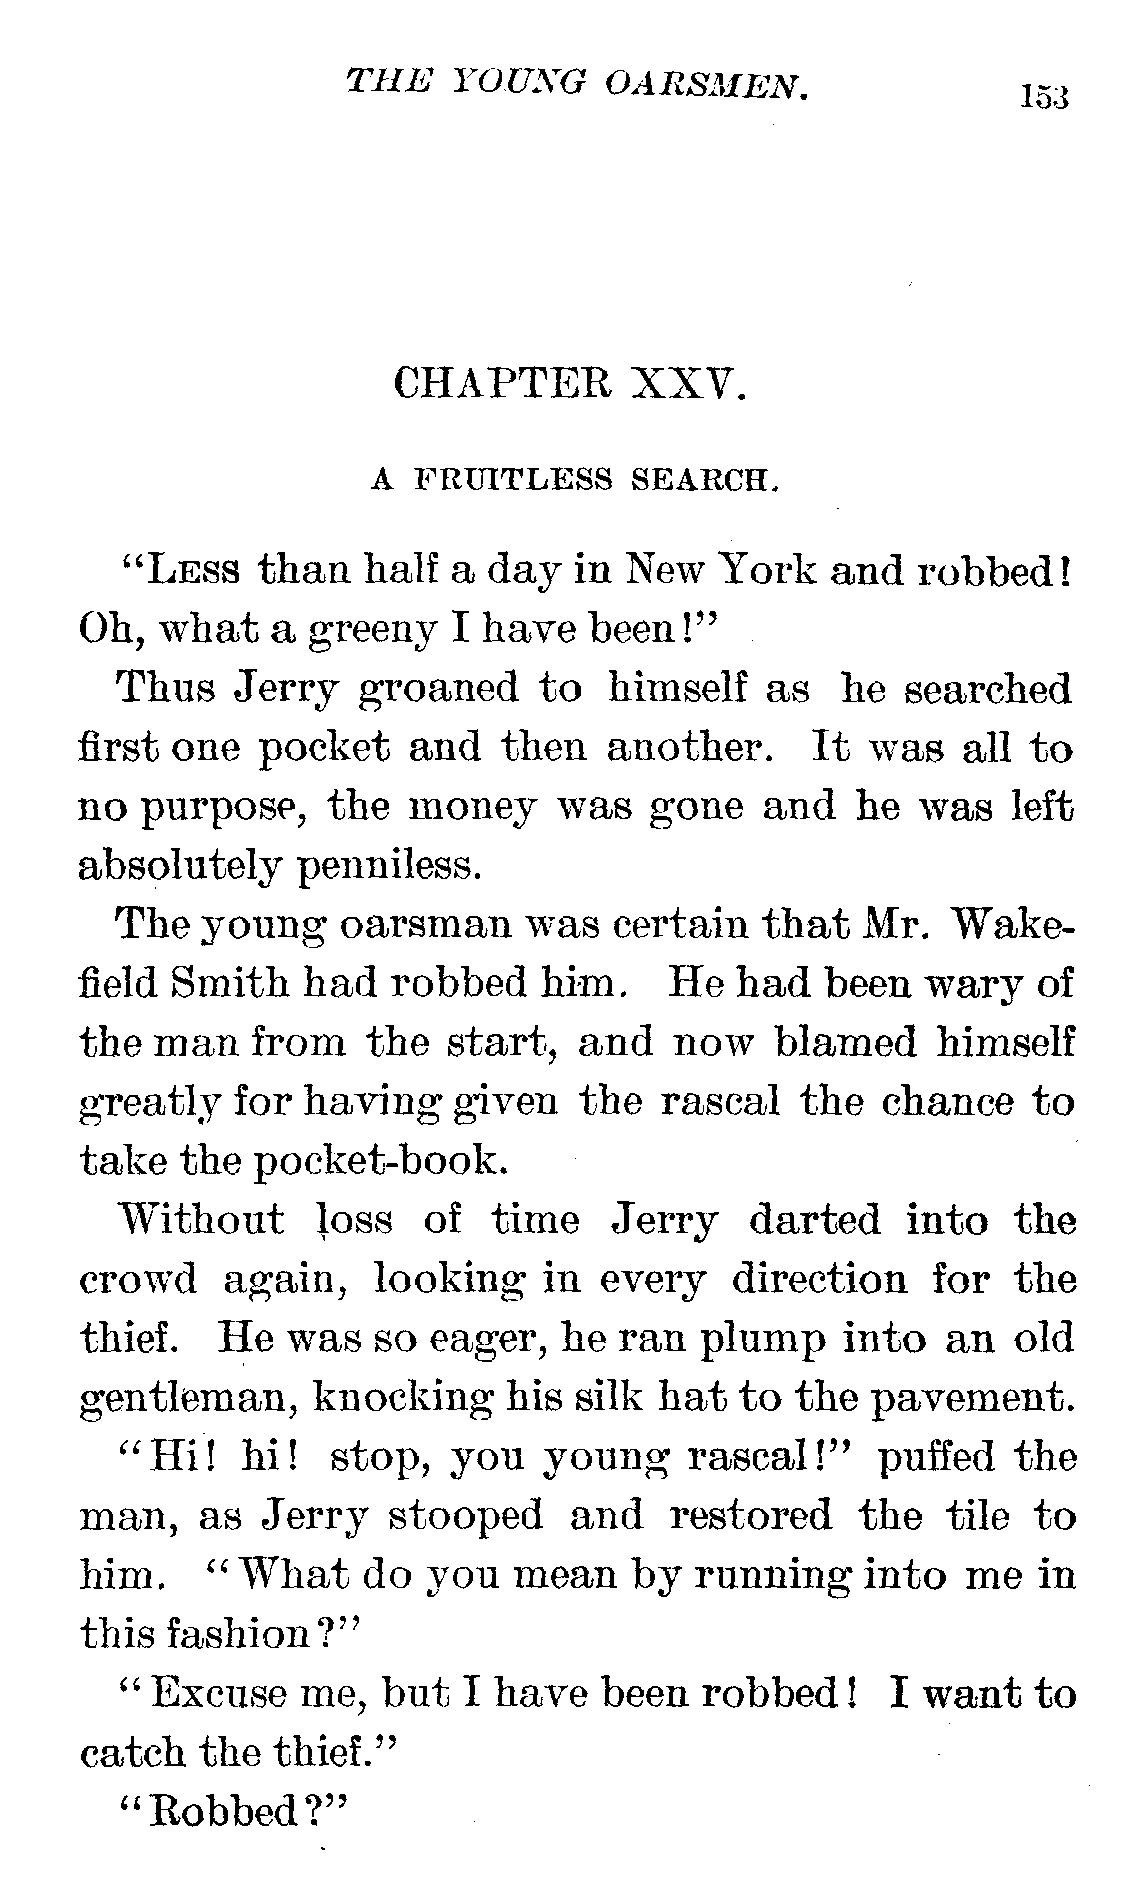 THE YOUNG OARSMEN.
153
CHAPTER XXV.
A FRUITLESS SEARCH.
"LESS than half a day in New York and robbed!
Oh, what a greeny I have been!"
Thus Jerry groaned to himself as he searched
first one pocket and then another. It was all to
no purpose, the money was gone and he was left
absolutely penniless.
The young oarsman was certain that Mr. Wake-
field Smith had robbed him. He had been wary of
the man from the start, and now blamed himself
greatly for having given the rascal the chance to
take the pocket-book.
Without loss of time Jerry darted into the
crowd again, looking in every direction for the
thief. He was so eager, he ran plump into an old
gentleman, knocking his silk hat to the pavement.
"Hi! hi! stop, you young rascal!" puffed the
man, as Jerry stooped and restored the tile to
him. "What do you mean by running into me in
this fashion?"
"Excuse me, but I have been robbed! I want to
catch the thief."
"Robbed?"